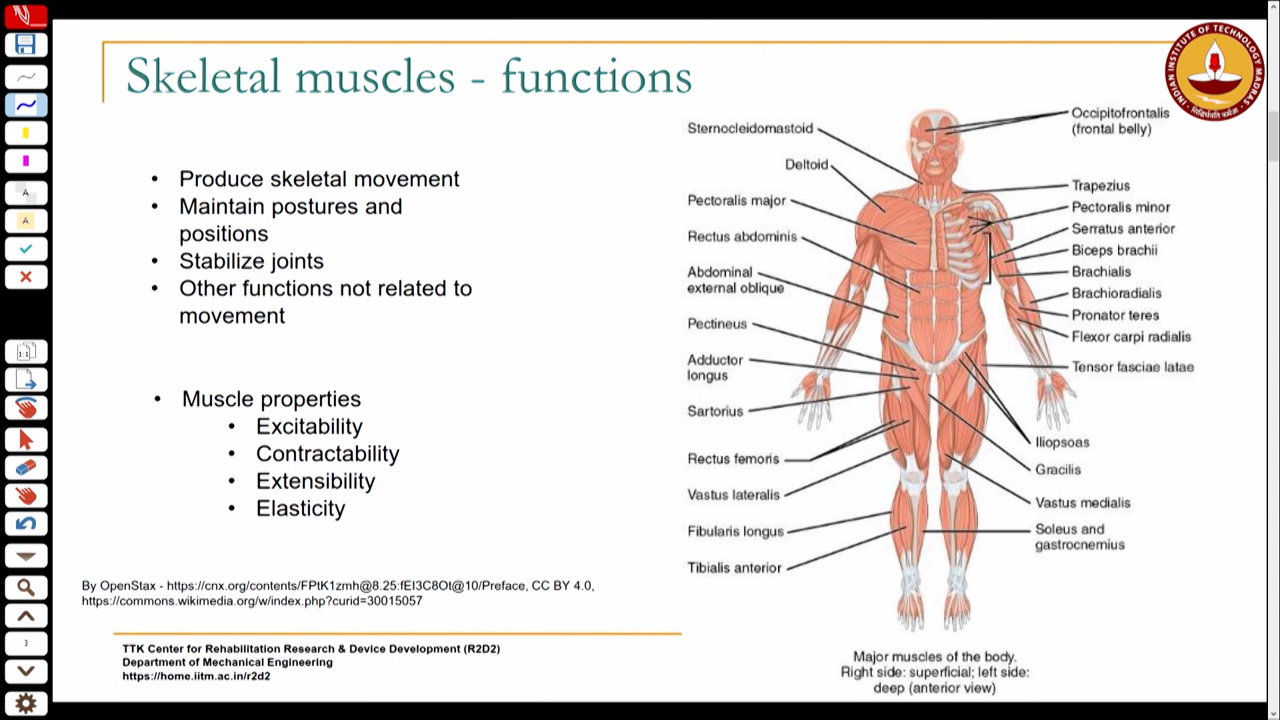 Skeletal muscles - functions
INDIAN INSTITUTE OF TECHNOLOGY MADRAS
• Produce skeletal movement
• Maintain postures and
positions
• Stabilize joints
• Other functions not related to
movement
• Muscle properties
• Excitability
• Contractability
• Extensibility
• Elasticity
Sternocleidomastoid
Deltoid
Pectoralis major
Rectus abdominis
Abdominal
external oblique
Pectineus
Adductor
longus
Sartorius
Rectus femoris
Vastus lateralis
Fibularis longus
Tibialis anterior
Occipitofrontalis
(frontal belly)
Trapezius
Pectoralis minor
Serratus anterior
Biceps brachii
Brachialis
Brachioradialis
Pronator teres
Flexor carpi radialis
Tensor fasciae latae
Iliopsoas
Gracilis
Vastus medialis
Soleus and
gastrocnemius
Major muscles of the body.
Right side: superficial; left side:
deep (anterior view)
By OpenStax - https://cnx.org/contents/FPtK1zmh@8.25:fEI3C8Ot@10/Preface, CC BY 4.0,
https://commons.wikimedia.org/w/index.php?curid=30015057
TTK Center for Rehabilitation Research & Device Development (R2D2)
Department of Mechanical Engineering
https://home.iitm.ac.in/r2d2
A
A
1:1
3